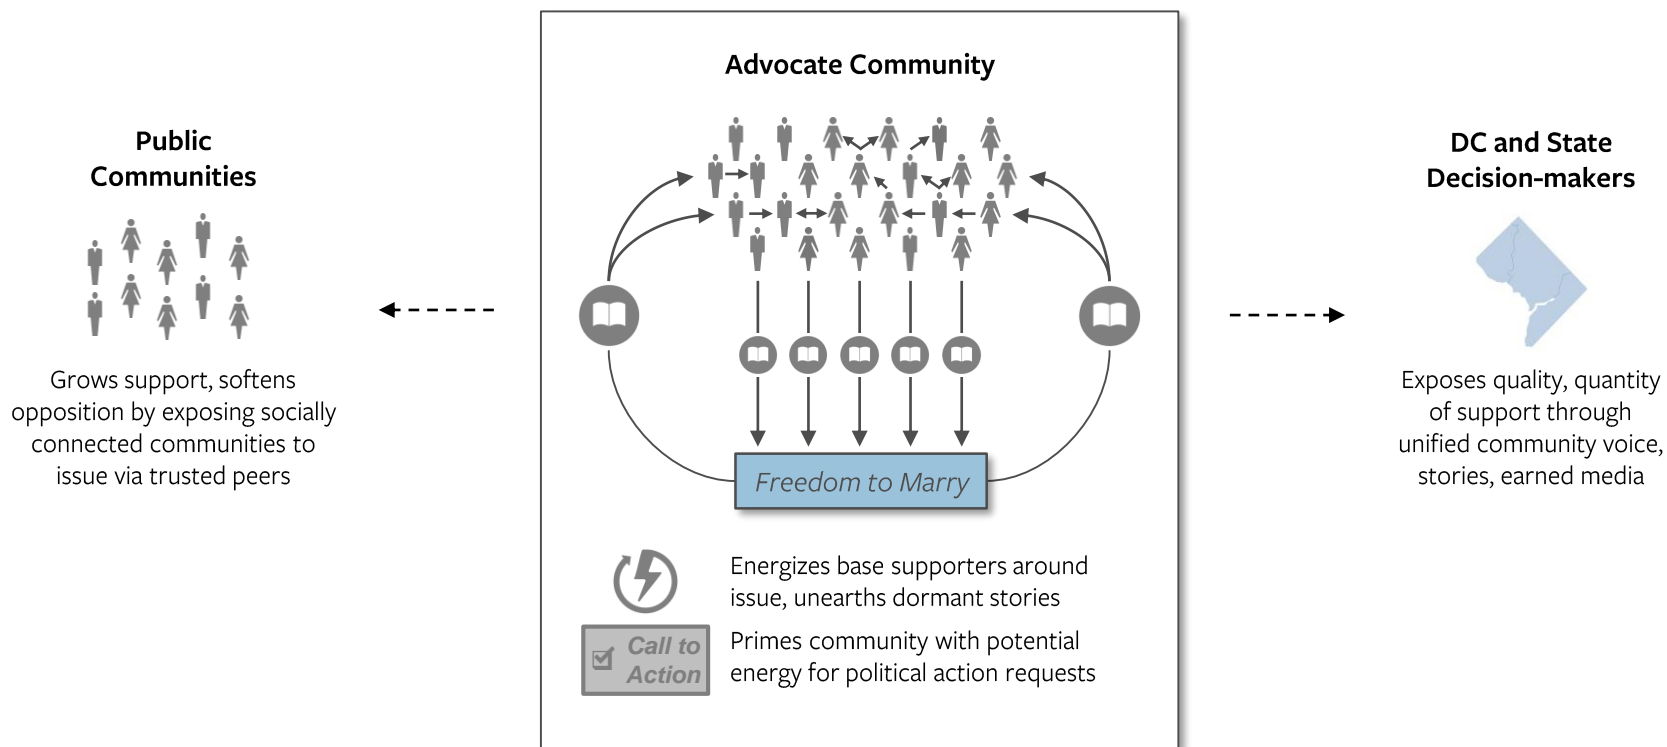 Advocate Community
Public
Communities
Grows support, softens
opposition by exposing socially
connected communities to
issue via trusted peers
Freedom to Marry
Energizes base supporters around
issue, unearths dormant stories
Call to
Action
Primes community with potential
energy for political action requests
DC and State
Decision-makers
Exposes quality, quantity
of support through
unified community voice,
stories, earned media